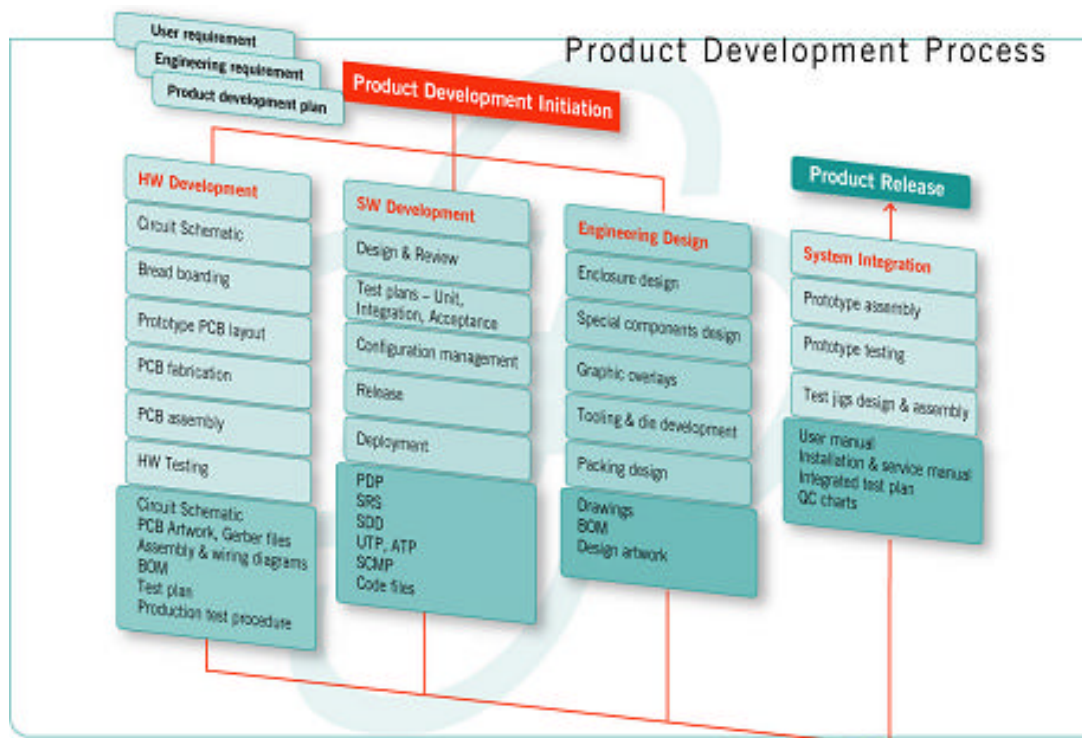 Product Development Process
User requirement
Engineering requirement
Product development plan
Product Development Initiation
HW Development
Circuit Schematic
Bread boarding
Prototype PCB layout
PCB fabrication
PCB assembly
HW Testing
Circuit Schematic
PCB Artwork, Gerber files
Assembly & wiring diagrams
BOM
Test plan
Production test procedure
SW Development
Design & Review
Test plans – Unit,
Integration, Acceptance
Configuration management
Release
Deployment
PDP
SRS
SDD
UTP, ATP
SCMP
Code files
Engineering Design
Enclosure design
Special components design
Graphic overlays
Tooling & die development
Packing design
Drawings
BOM
Design artwork
Product Release
System Integration
Prototype assembly
Prototype testing
Test jigs design & assembly
User manual
Installation & service manual
Integrated test plan
QC charts